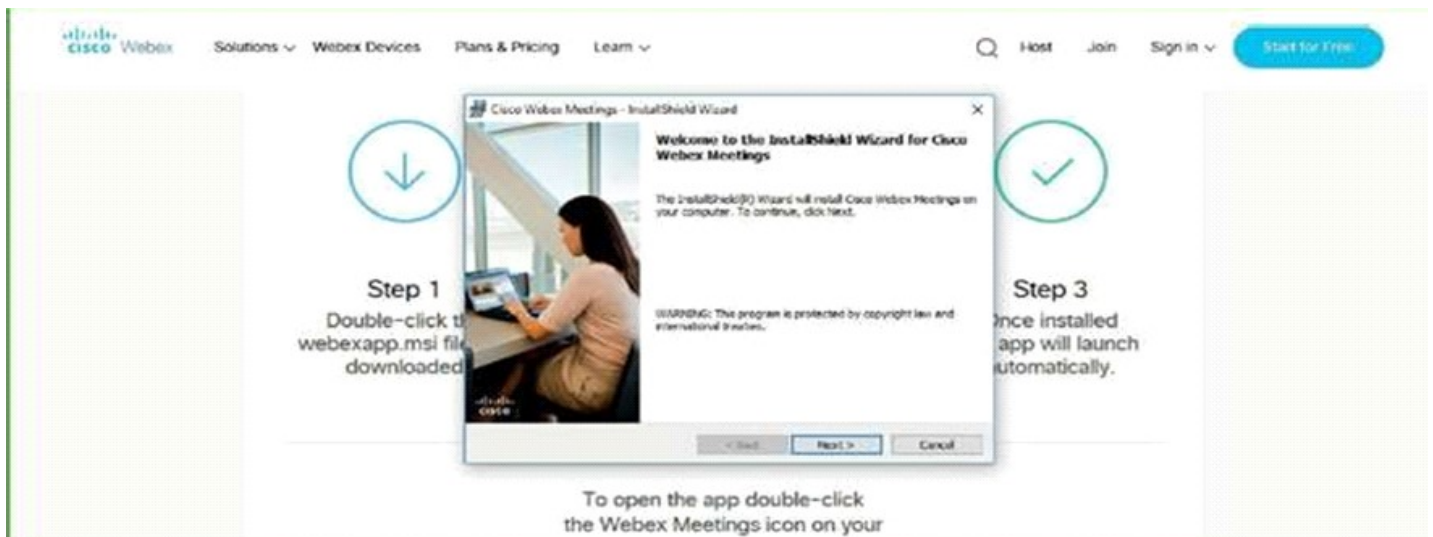 cisco Webex
Solutions
Webex Devices
Plans & Pricing
Learn
Host
Join
Sign in
Start for Free
Cisco Webex Meetings - InstallShield Wizard
Welcome to the InstallShield Wizard for Cisco
Webex Meetings
The InstallShield(R) Wizard will install Cisco Webex Meetings on
your computer. To continue, click Next.
WARNING: This program is protected by copyright law and
international treaties.
cisco
< Back
Next >
Cancel
Step 1
Double-click
webexapp.msi
downloaded
Step 3
installed
app will launch
To open the app double-click
the Webex Meetings icon on your